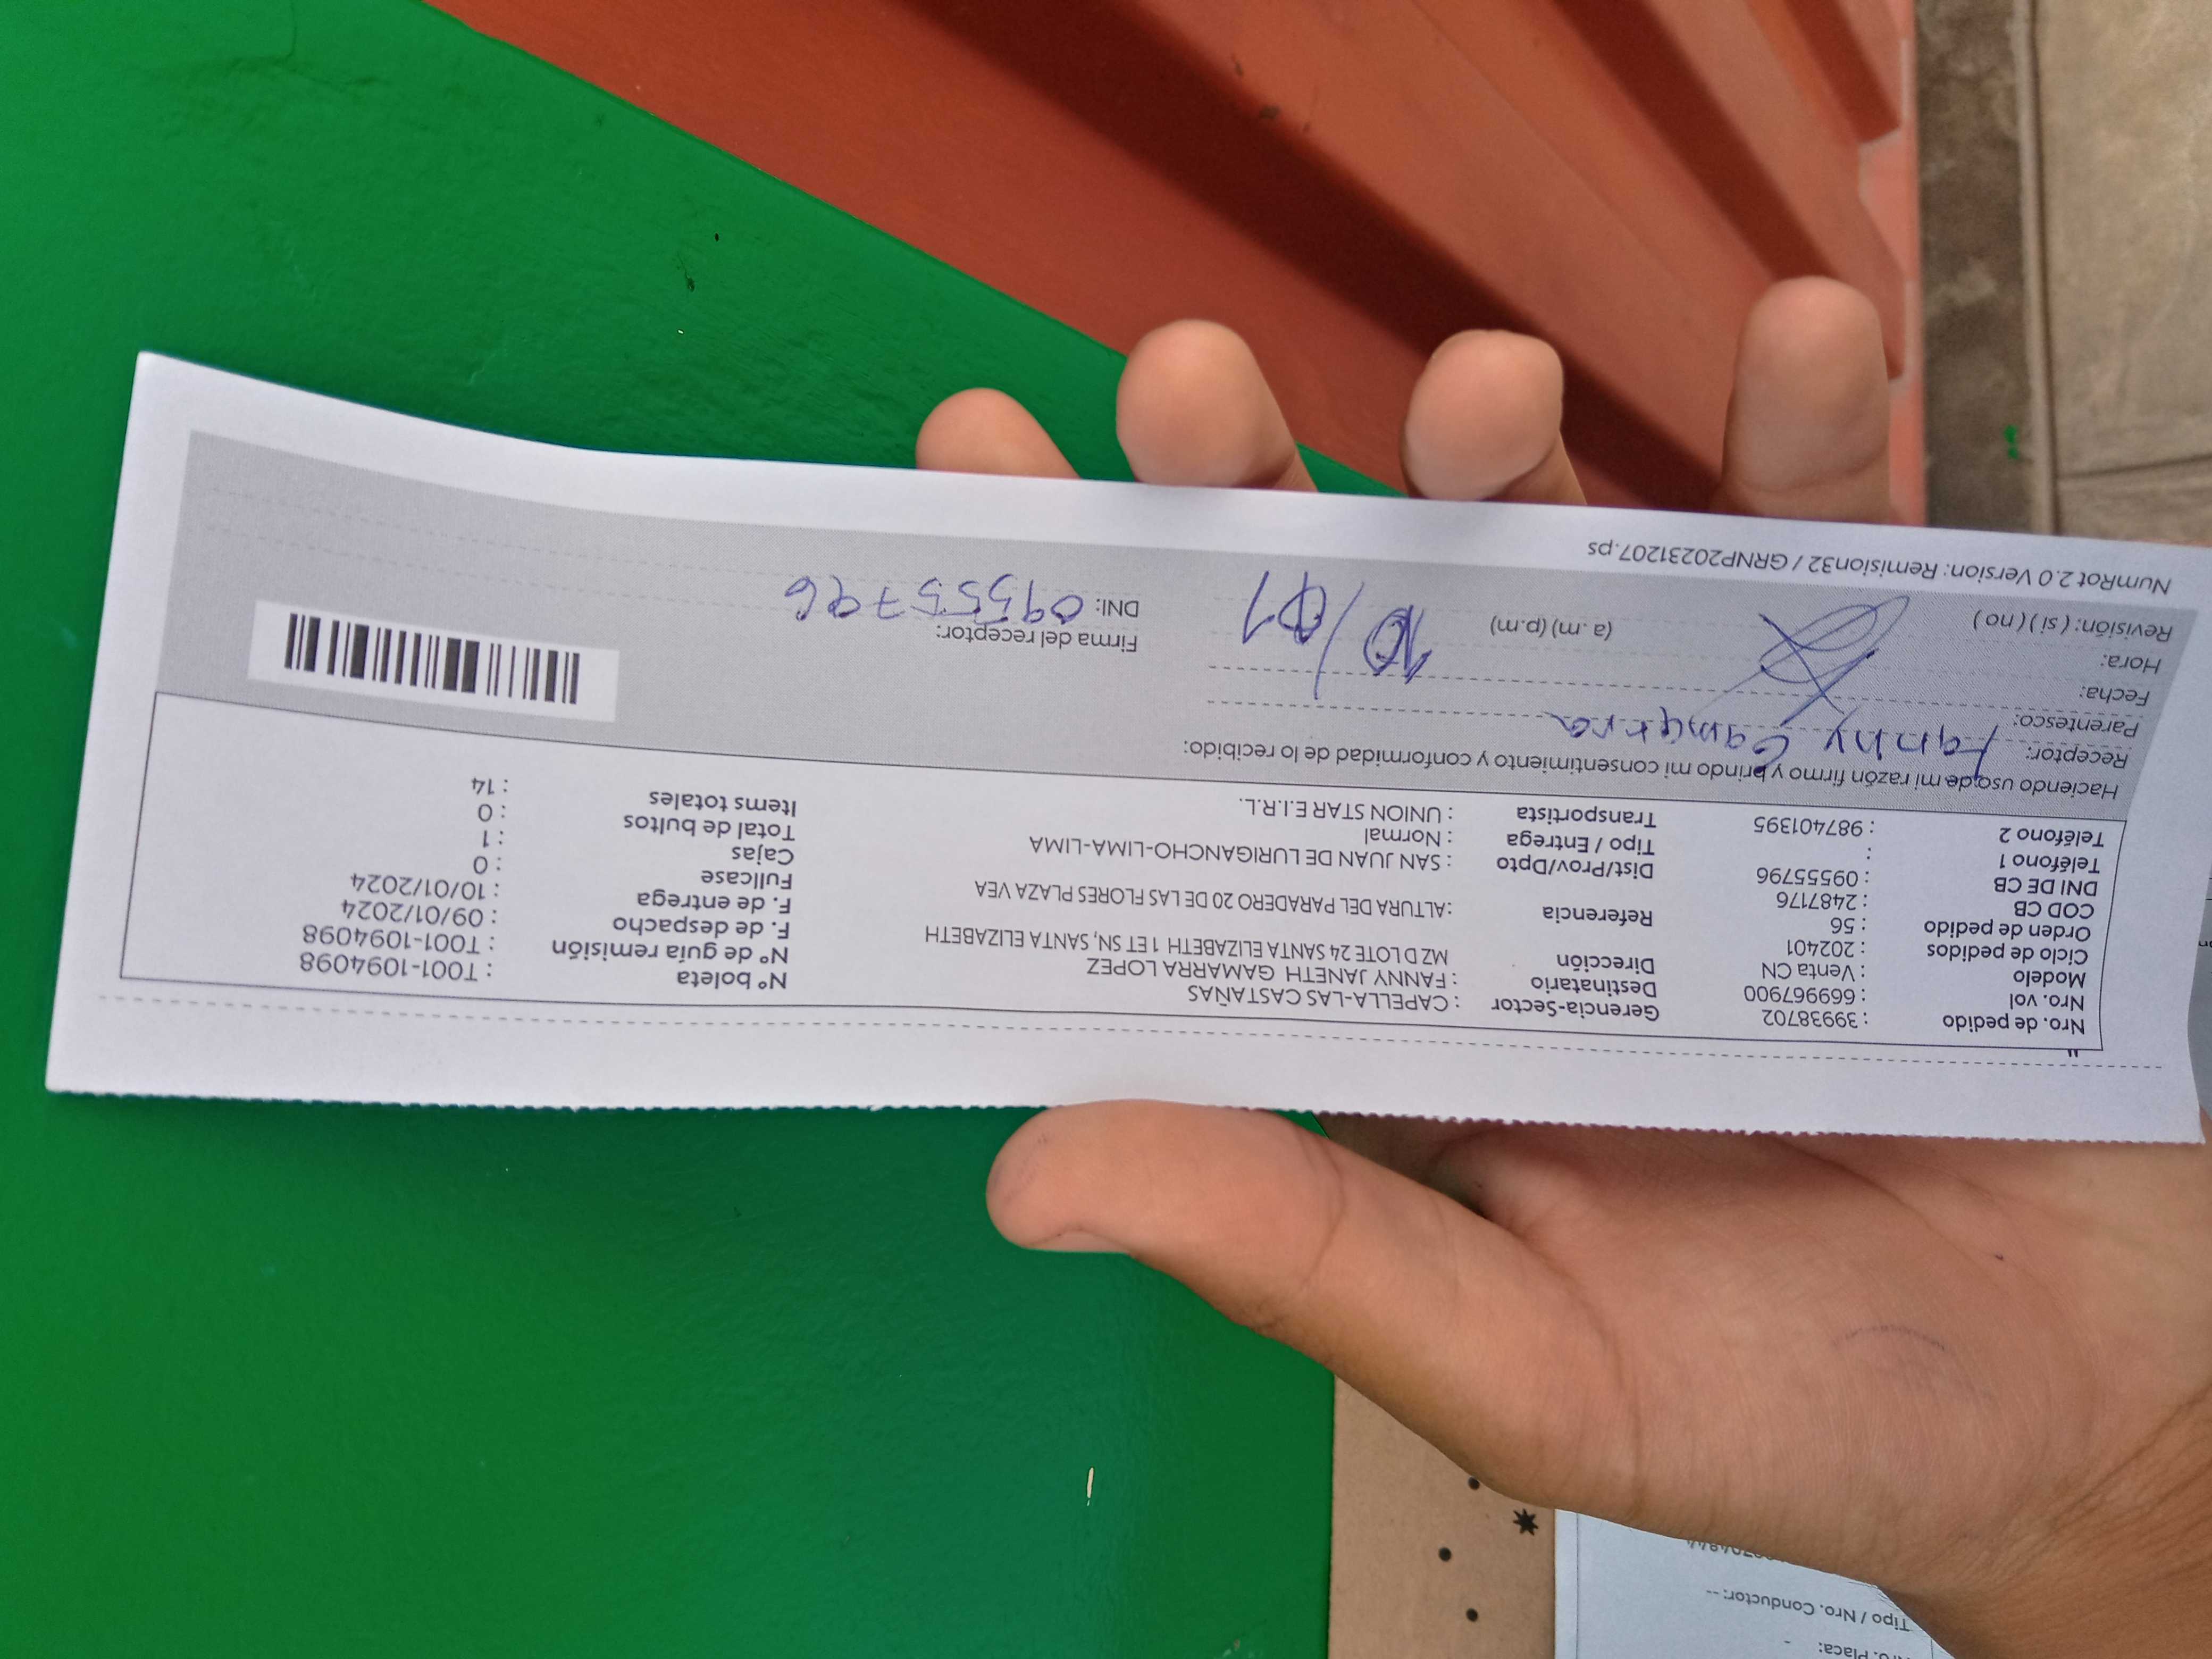 Nro. de pedido : 39938702 Gerencia-Sector : CAPELLA-LAS CASTAÑAS Nº boleta : T001-1094098
Nro. vol : 669967900 Destinatario : FANNY JANETH GAMARRA LOPEZ Nº de guía remisión : T001-1094098
Modelo : Venta CN Dirección MZ D LOTE 24 SANTA ELIZABETH 1 ET SN, SANTA ELIZABETH F. de despacho : 09/01/2024
Ciclo de pedidos : 202401 F. de entrega : 10/01/2024
Orden de pedido : 56 Referencia : ALTURA DEL PARADERO 20 DE LAS FLORES PLAZA VEA Fullcase : 0
COD CB : 2487176 Cajas : 1
DNI DE CB : 09555796 Dist/Prov/Dpto : SAN JUAN DE LURIGANCHO-LIMA-LIMA Total de bultos : 0
Teléfono 1 : Tipo / Entrega : Normal Items totales : 14
Teléfono 2 : 987401395 Transportista : UNION STAR E.I.R.L.
Haciendo uso de mi razón firmo y brindo mi consentimiento y conformidad de lo recibido:
Receptor: Fanny Gamarra
Parentesco:
Fecha: 10/01
Hora: (a.m) (p.m) Firma del receptor:
Revisión: ( si ) ( no ) DNI: 09555796
NumRot 2.0 Version: Remision32 / GRNP20231207.ps
Placa: -
Tipo / Nro. Conductor: --